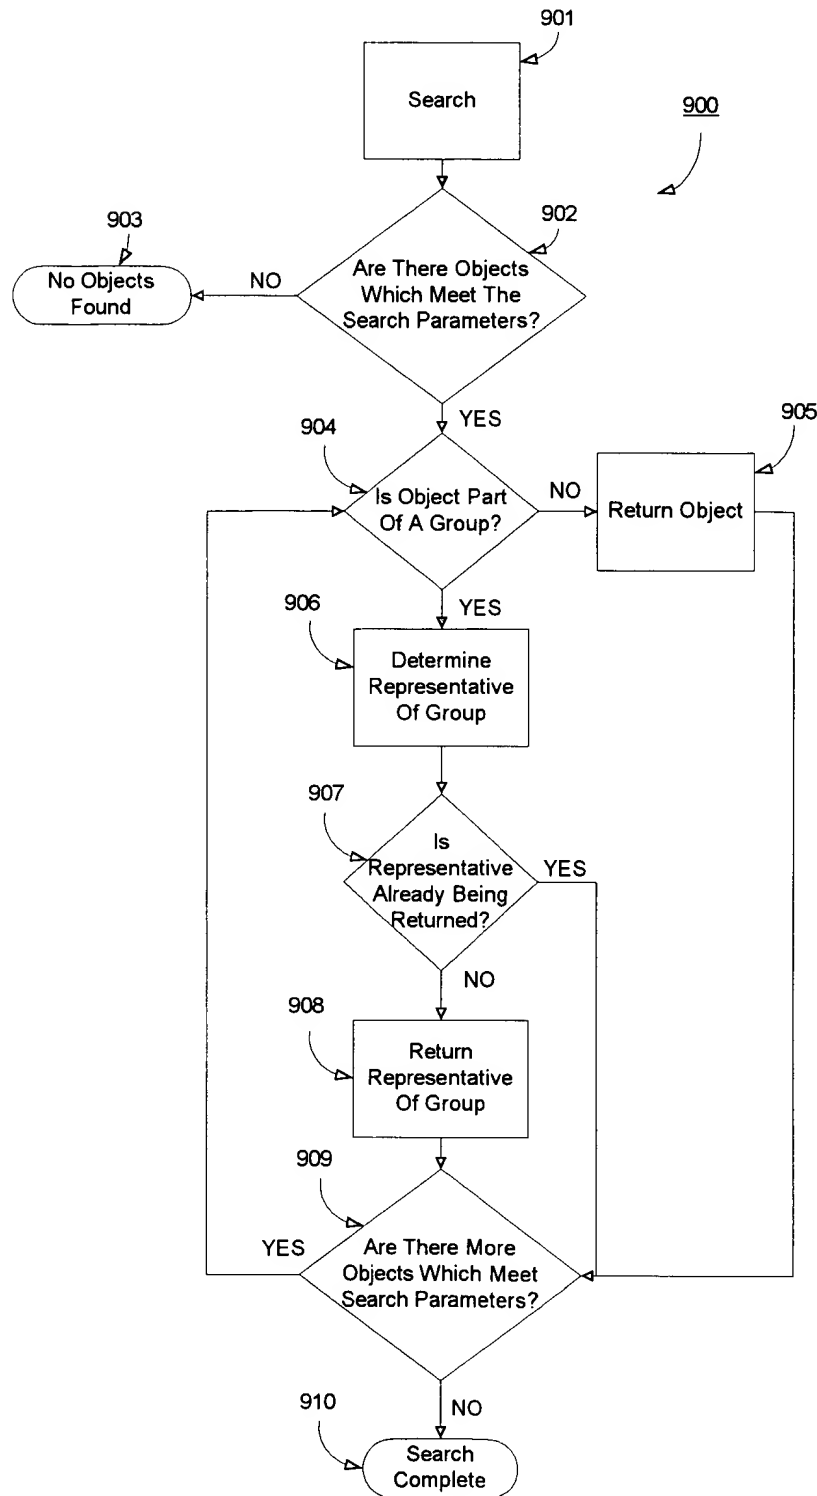 901
Search
900
902
903
Are There Objects
Which Meet The
Search Parameters?
NO
No Objects
Found
YES
904
905
Is Object Part
Of A Group?
NO
Return Object
YES
906
Determine
Representative
Of Group
907
Is
Representative
Already Being
Returned?
YES
NO
908
Return
Representative
Of Group
909
YES
Are There More
Objects Which Meet
Search Parameters?
NO
910
Search
Complete